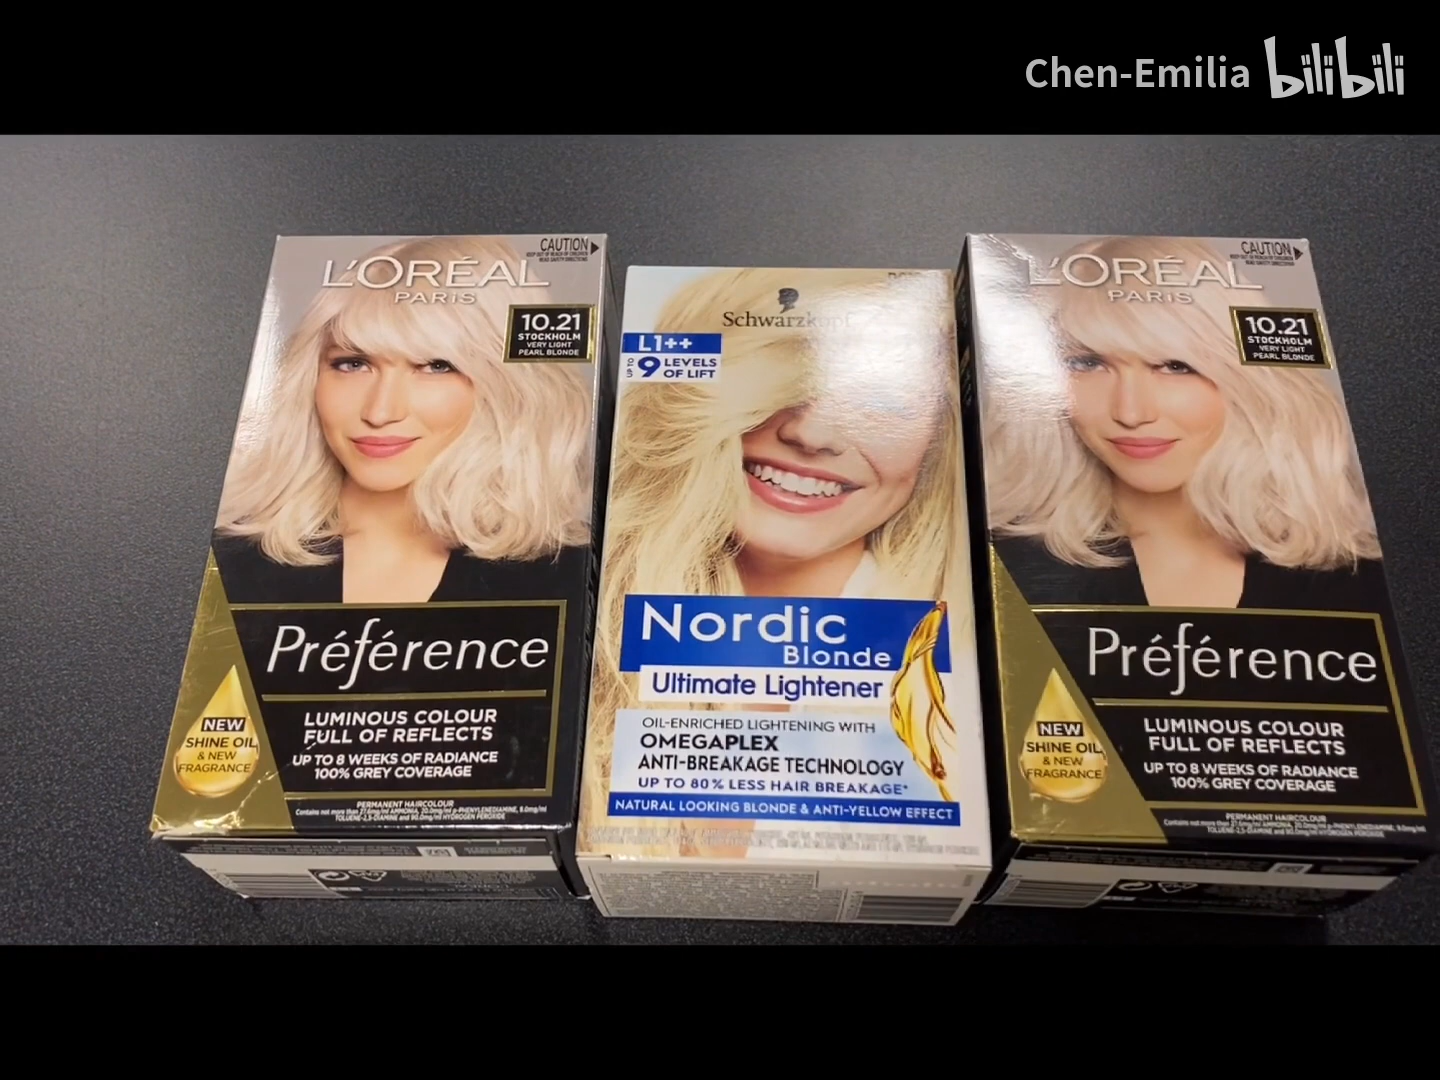 Chen-Emilia bilibili
CAUTION
L'ORÉAL
PARIS
10.21
STOCKHOLM
VERY LIGHT
PEARL BLONDE
Préférence
NEW
SHINE OIL
& NEW
FRAGRANCE
LUMINOUS COLOUR
FULL OF REFLECTS
UP TO 8 WEEKS OF RADIANCE
100% GREY COVERAGE
PERMANENT HAIRCOLOUR
Schwarzkopf
L1++
UP TO 9 LEVELS
OF LIFT
Nordic
Blonde
Ultimate Lightener
OIL-ENRICHED LIGHTENING WITH
OMEGAPLEX
ANTI-BREAKAGE TECHNOLOGY
UP TO 80% LESS HAIR BREAKAGE*
NATURAL LOOKING BLONDE & ANTI-YELLOW EFFECT
CAUTION
L'ORÉAL
PARIS
10.21
STOCKHOLM
VERY LIGHT
PEARL BLONDE
Préférence
NEW
SHINE OIL
& NEW
FRAGRANCE
LUMINOUS COLOUR
FULL OF REFLECTS
UP TO 8 WEEKS OF RADIANCE
100% GREY COVERAGE
PERMANENT HAIRCOLOUR